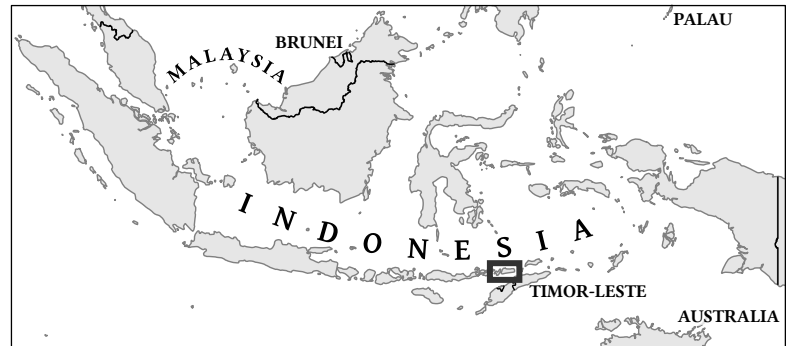 PALAU
BRUNEI
MALAYSIA
INDONESIA
TIMOR-LESTE
AUSTRALIA